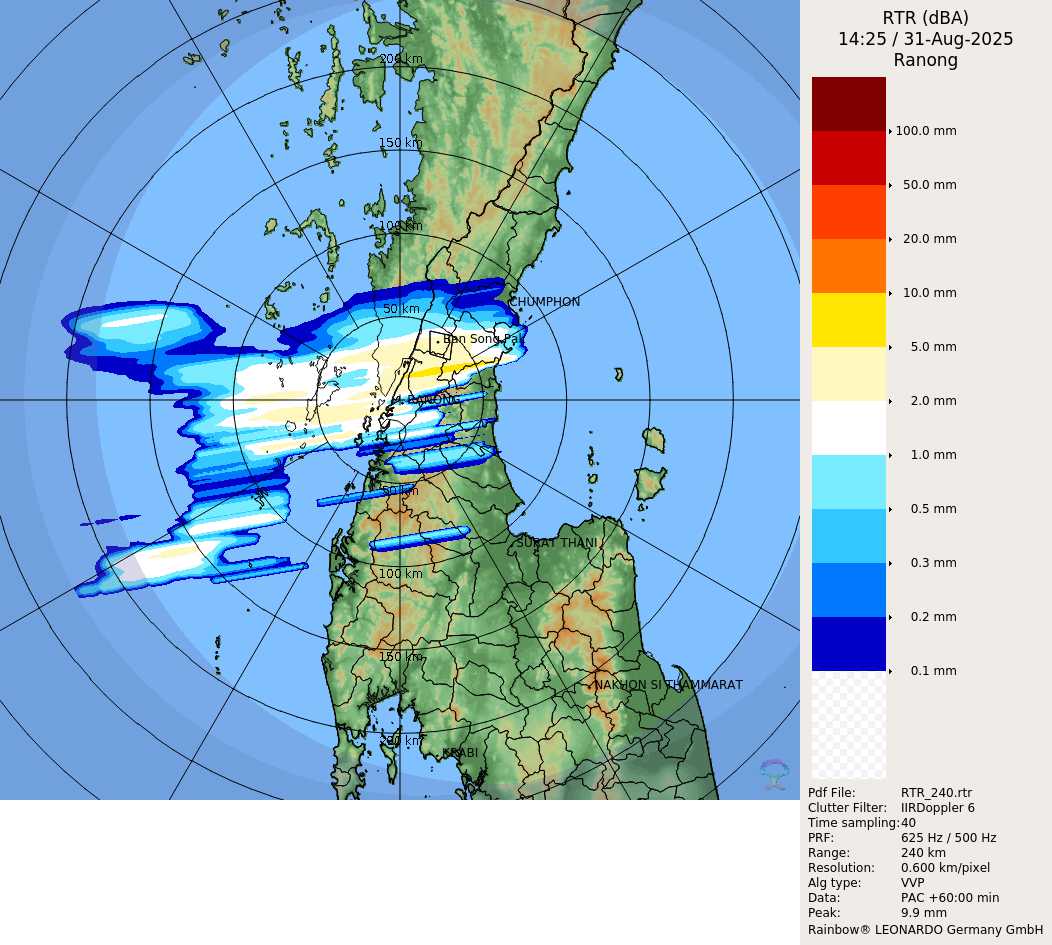 200 km
150 km
100 km
50 km
CHUMPHON
Ban Song Pak
RANONG
50 km
SURAT THANI
100 km
150 km
NAKHON SI THAMMARAT
200 km
KRABI
RTR (dBA)
14:25 / 31-Aug-2025
Ranong
100.0 mm
50.0 mm
20.0 mm
10.0 mm
5.0 mm
2.0 mm
1.0 mm
0.5 mm
0.3 mm
0.2 mm
0.1 mm
Pdf File: RTR_240.rtr
Clutter Filter: IIRDoppler 6
Time sampling:40
PRF: 625 Hz / 500 Hz
Range: 240 km
Resolution: 0.600 km/pixel
Alg type: VVP
Data: PAC +60:00 min
Peak: 9.9 mm
Rainbow® LEONARDO Germany GmbH